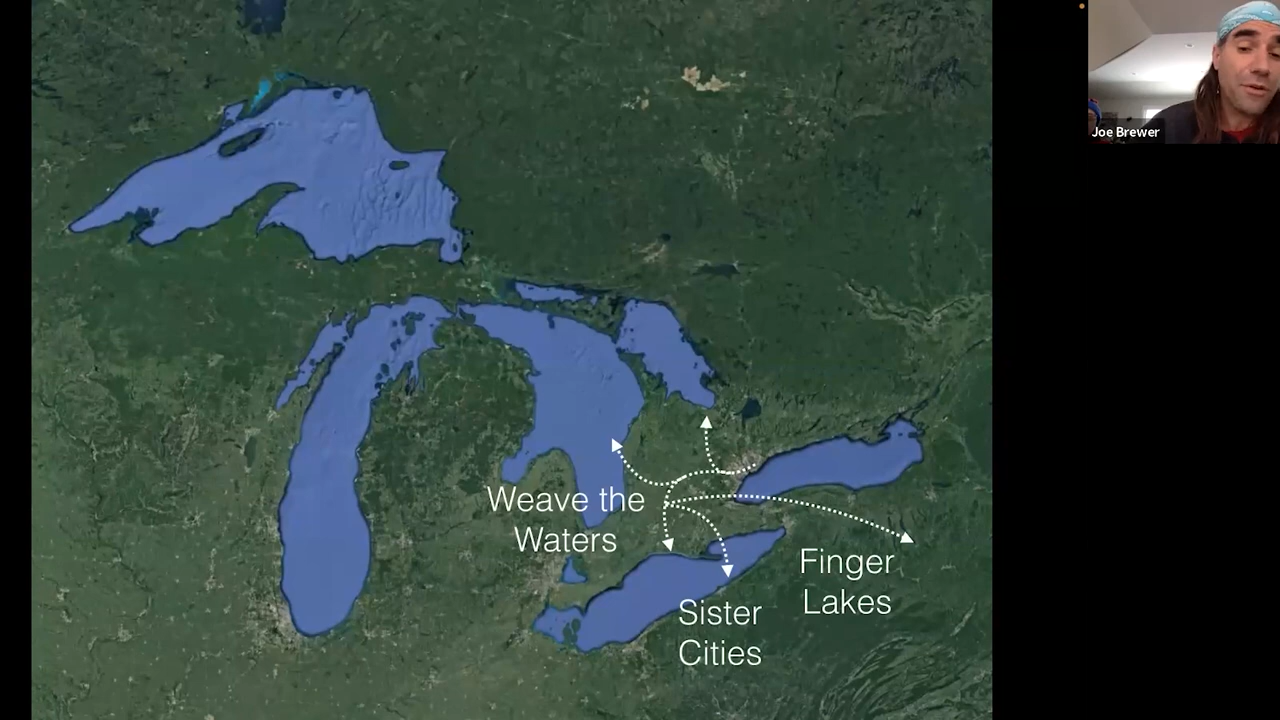 Joe Brewer
Weave the
Waters
Finger
Lakes
Sister
Cities